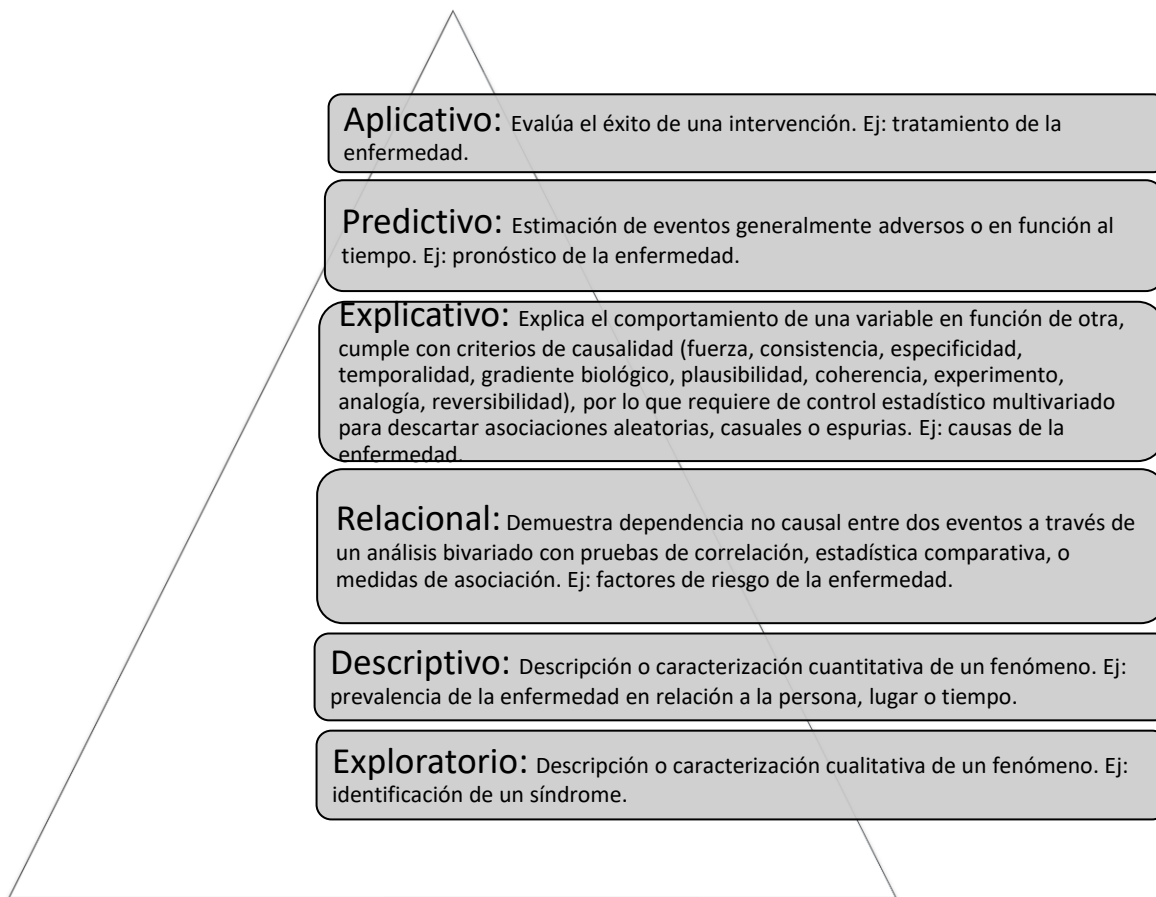 Aplicativo: Evalúa el éxito de una intervención. Ej: tratamiento de la
enfermedad.
Predictivo: Estimación de eventos generalmente adversos o en función al
tiempo. Ej: pronóstico de la enfermedad.
Explicativo: Explica el comportamiento de una variable en función de otra,
cumple con criterios de causalidad (fuerza, consistencia, especificidad,
temporalidad, gradiente biológico, plausibilidad, coherencia, experimento,
analogía, reversibilidad), por lo que requiere de control estadístico multivariado
para descartar asociaciones aleatorias, casuales o espurias. Ej: causas de la
enfermedad.
Relacional: Demuestra dependencia no causal entre dos eventos a través de
un análisis bivariado con pruebas de correlación, estadística comparativa, o
medidas de asociación. Ej: factores de riesgo de la enfermedad.
Descriptivo: Descripción o caracterización cuantitativa de un fenómeno. Ej:
prevalencia de la enfermedad en relación a la persona, lugar o tiempo.
Exploratorio: Descripción o caracterización cualitativa de un fenómeno. Ej:
identificación de un síndrome.